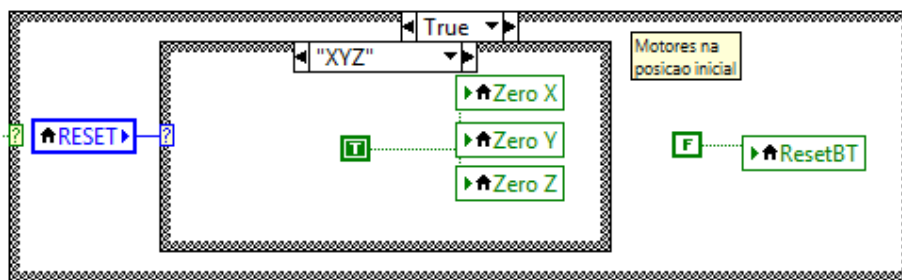 True
"XYZ"
Motores na
posicao inicial
Zero X
? RESET ?
T
Zero Y
F
ResetBT
Zero Z